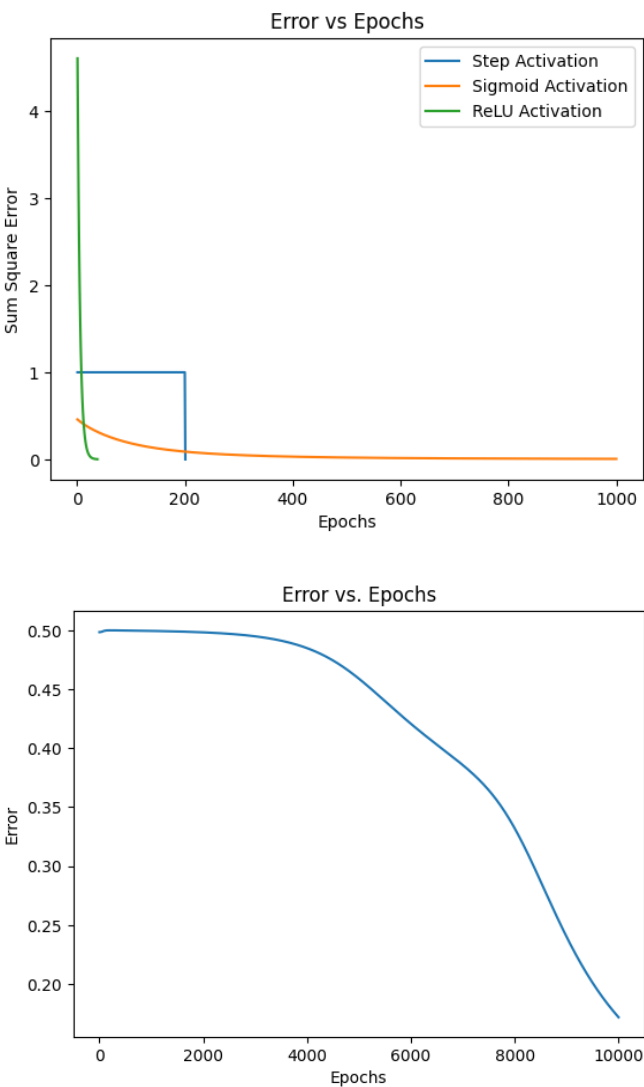 Error vs Epochs
Step Activation
Sigmoid Activation
ReLU Activation
Sum Square Error
4
3
2
1
0
0 200 400 600 800 1000
Epochs
Error vs. Epochs
Error
0.50
0.45
0.40
0.35
0.30
0.25
0.20
0 2000 4000 6000 8000 10000
Epochs